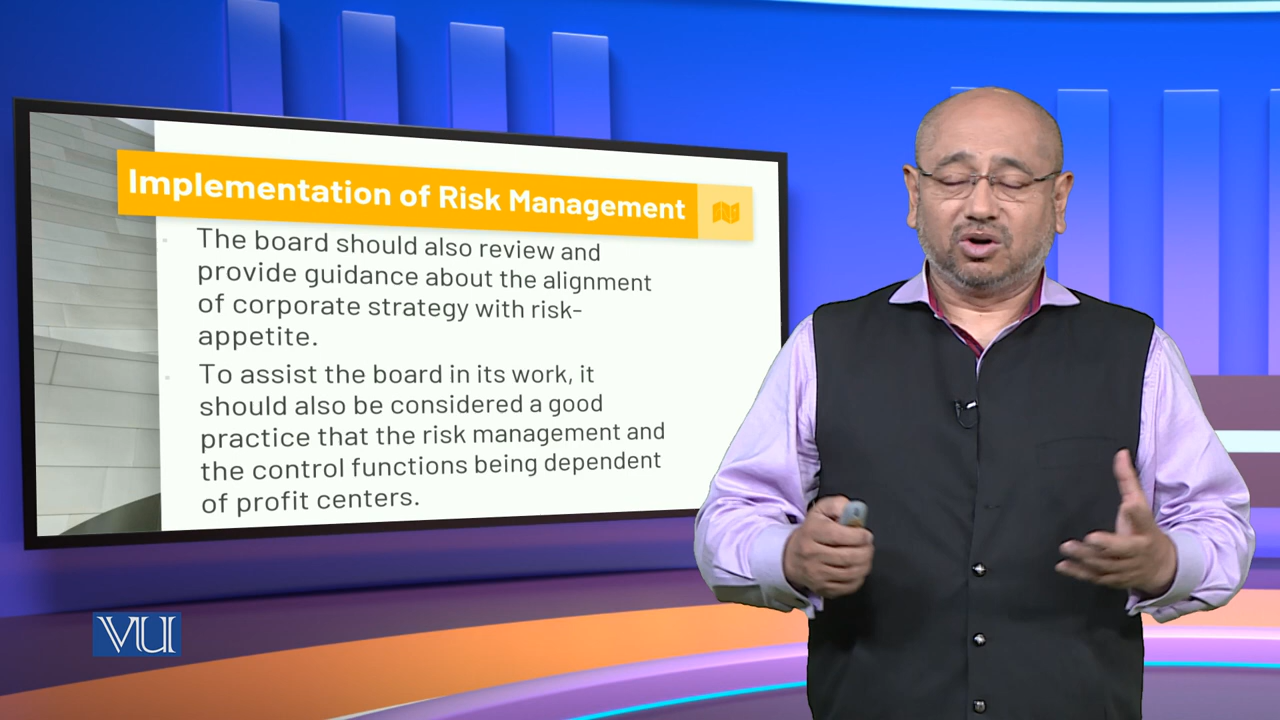 Implementation of Risk Management
The board should also review and
provide guidance about the alignment
of corporate strategy with risk-
appetite.
To assist the board in its work, it
should also be considered a good
practice that the risk management and
the control functions being dependent
of profit centers.
VU